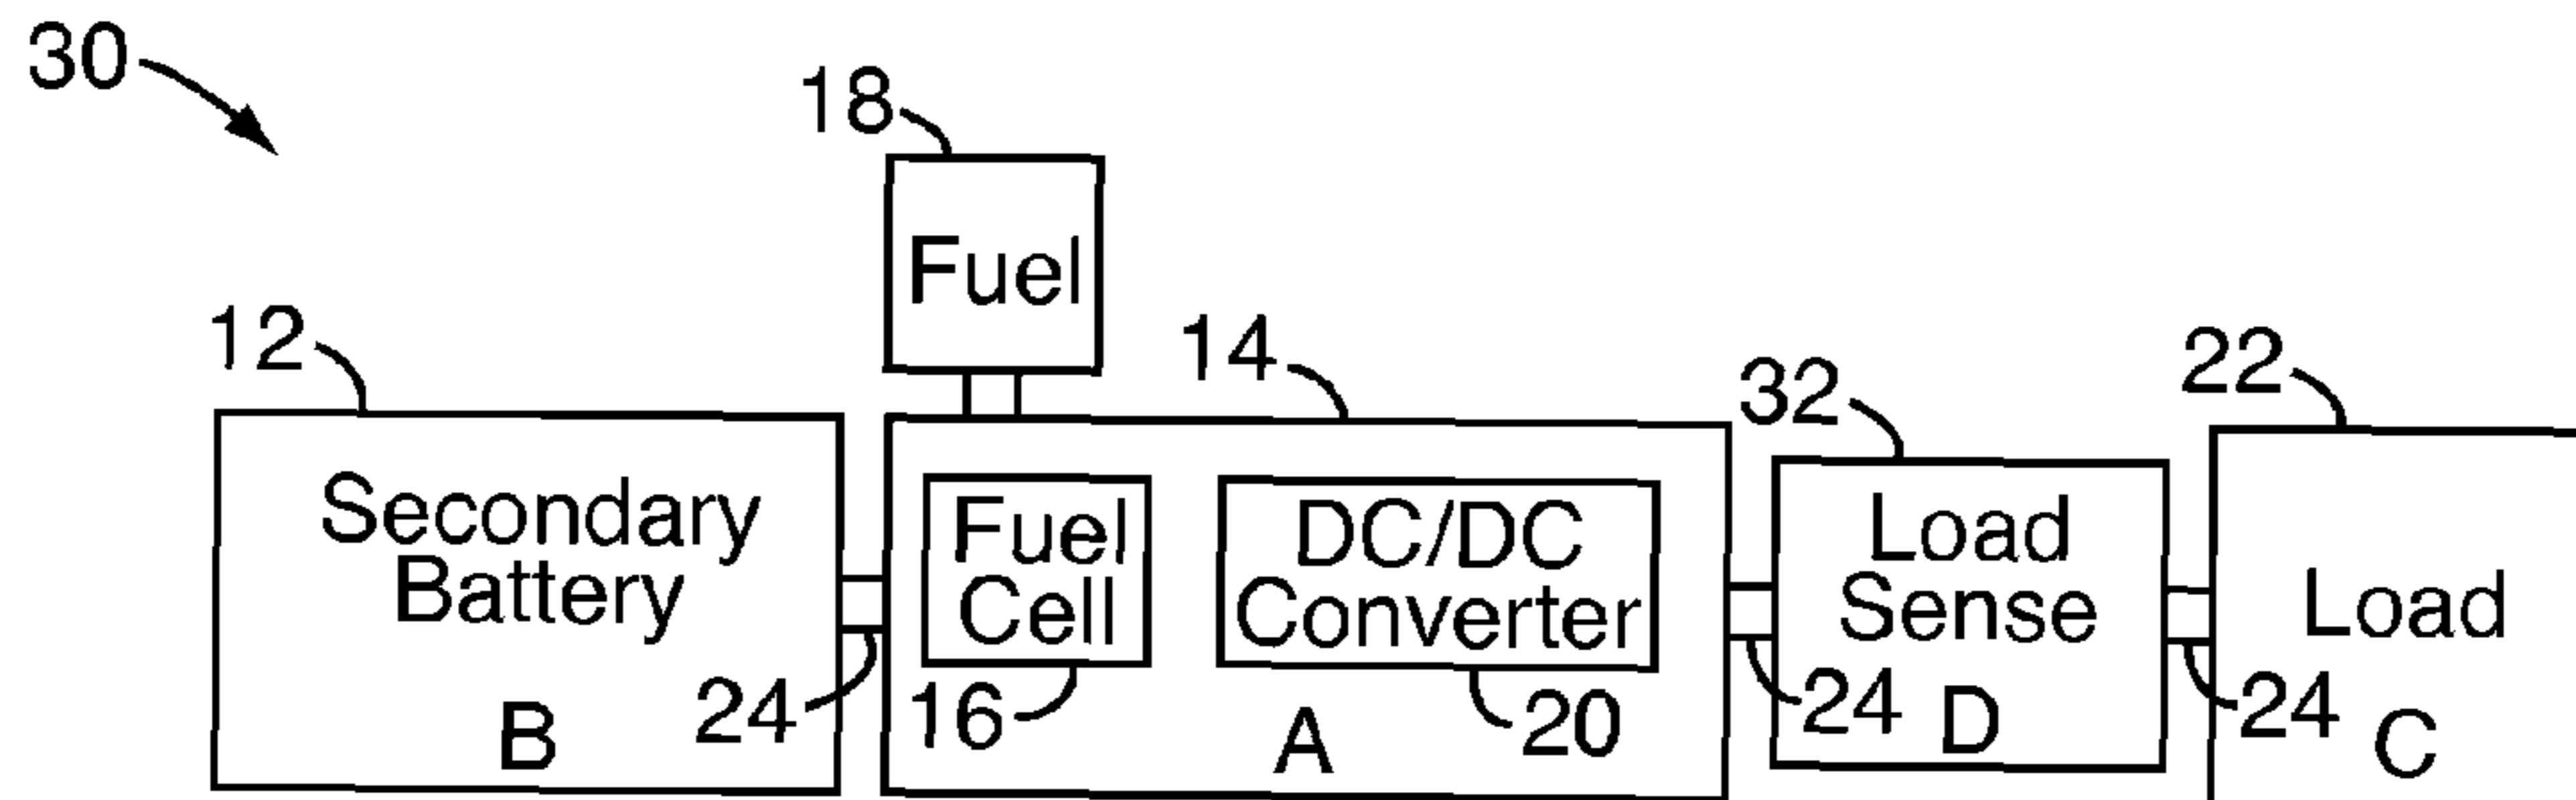 30
18
Fuel
12
14
32
22
Secondary
Battery
Fuel
Cell
DC/DC
Converter
Load
Sense
Load
24
16
20
24
24
B
A
D
C